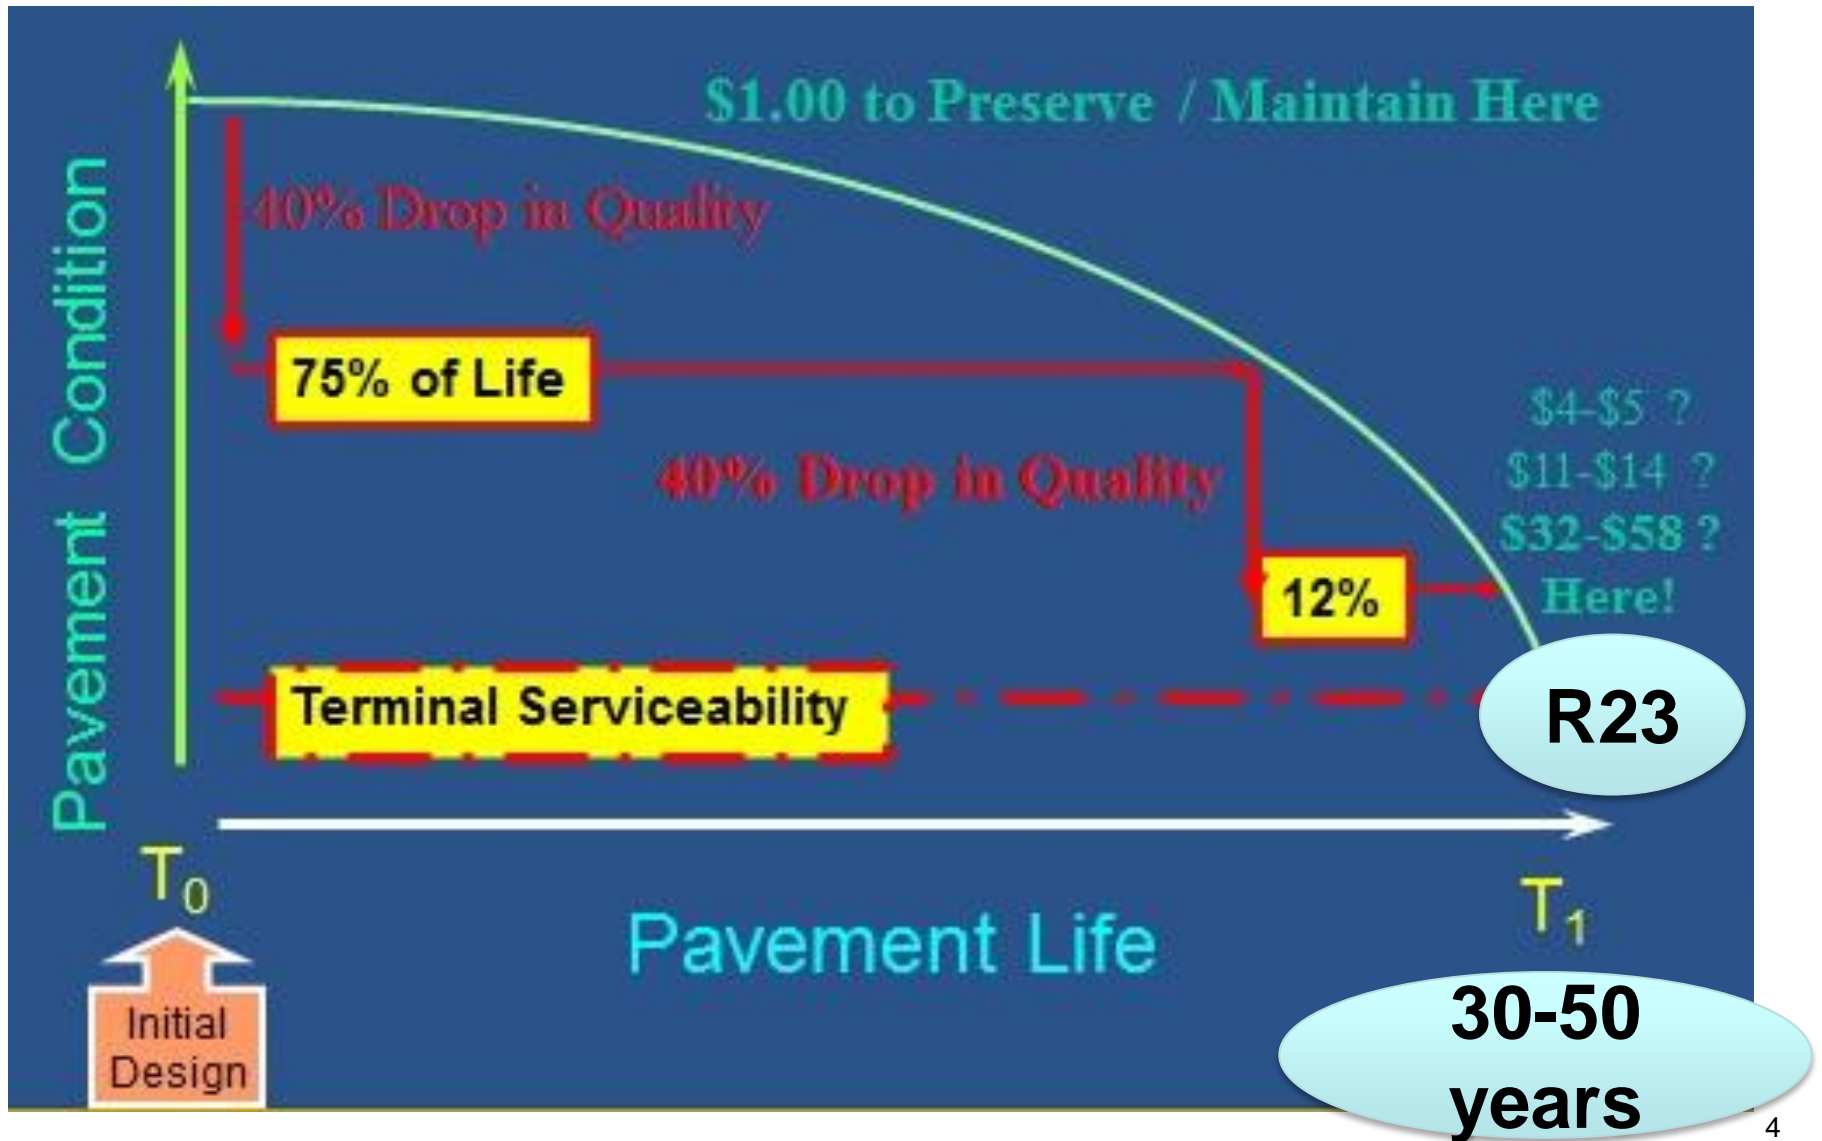 $1.00 to Preserve / Maintain Here
40% Drop in Quality
75% of Life
$4-$5 ?
$11-$14 ?
$32-$58 ?
Here!
40% Drop in Quality
12%
Terminal Serviceability
R23
Pavement Condition
T0
T1
Pavement Life
Initial
Design
30-50
years
4